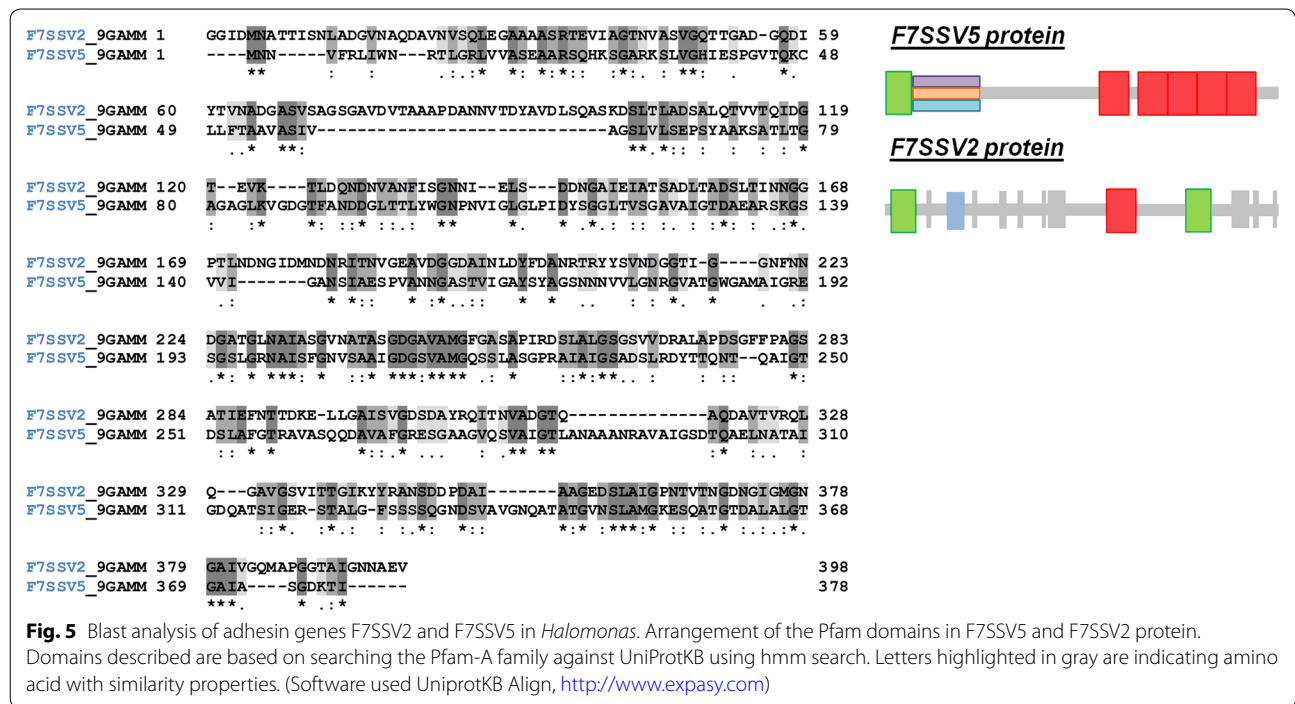 F7SSV2_9GAMM 1 GGIDMNATTISNLADGVNAQDAVNVSQLEGAAAASRTEVIAGTNVASVGQTTGAD-GQDI 59
F7SSV5_9GAMM 1 ----MNN-----VFRLIWN---RTLGRLVVASEAARSQHKSGARKSLVGHIESPGVTQKC 48
** : : .::.* .** .**. . :*: . * :** . *.
F7SSV2_9GAMM 60 YTVNADGASVSAGSGAVDVTAAAPDANNVTDYAVDLSQASKDSLTLADSALQTVVTQIDG 119
F7SSV5_9GAMM 49 LLFTAAVASIV-----------------------------AGSLVLSEPSYAAKSATLTG 79
..* **: **.*: : : : : *
F7SSV2_9GAMM 120 T--EVK----TLDQNDNVANFISGNNI--ELS--DDNGAIEIATSADLTADSLTINNGG 168
F7SSV5_9GAMM 80 AGAGLKVGDGTFANDDGLTTLYWGNPNVIGLGLPIDYSGGLTVSGAVAIGTDAEARSKGS 139
: :* *: ::*.::.: ** *. * .*: :: * : *: : . *.
F7SSV2_9GAMM 169 PTLNDNGIDMNDNRITNVGEAVDGGDAINLDYFDANRTRYYSVNDGGTI-G----GNFNN 223
F7SSV5_9GAMM 140 VVI-------GANSIAESPVANNGASTVIGAYSYAGSNNNVVLGNRGVATGWGAMAIGRE 192
.: * *:: * :*..:: * * . .. :.: *. * . .:
F7SSV2_9GAMM 224 DGATGLNAIASGVNATASGDGAVAMGFGASAPIRDSLALGSGSVVDRALAPDSGFFPAGS 283
F7SSV5_9GAMM 193 SGSLGRNAISFGNVSAAIGDGSVAMGQSSLASGPRAIAIGSADSLRDYTTQNT--QAIGT 250
.*: * ***: * *** **** .: * ::*:**.. : : :: *:
F7SSV2_9GAMM 284 ATIEFNTTDKE-LLGAISVGDSDAYRQITNVADGTQ--------------AQDAVTVRQL 328
F7SSV5_9GAMM 251 DSLAFGTRAVASQQDAVAFGRESGAAGVQSVAIGTLANAAANRAVAIGSDTQAELNATAI 310
:: * * *::.* ... : .** ** :* :.. :
F7SSV2_9GAMM 329 Q---GAVGSVITTGIKYYRANSDDPDAI-------AAGEDSLAIGPNTVTNGDNGIGMGN 378
F7SSV5_9GAMM 311 GDQATSIGER-STALG-FSSSSQGNDSVAVGNQATATGVNSLAMGKESQATGTDALALGT 368
::*. :*.: : :.*: *:: *:* :***:* :: :.* :.:.:*.
F7SSV2_9GAMM 379 GAIVGQMAPGGTAIGNNAEV 398
F7SSV5_9GAMM 369 GAIA----SGDKTI------ 378
***. * .:*
F7SSV5 protein
F7SSV2 protein
Fig. 5 Blast analysis of adhesin genes F7SSV2 and F7SSV5 in Halomonas. Arrangement of the Pfam domains in F7SSV5 and F7SSV2 protein.
Domains described are based on searching the Pfam-A family against UniProtKB using hmm search. Letters highlighted in gray are indicating amino
acid with similarity properties. (Software used UniprotKB Align, http://www.expasy.com)